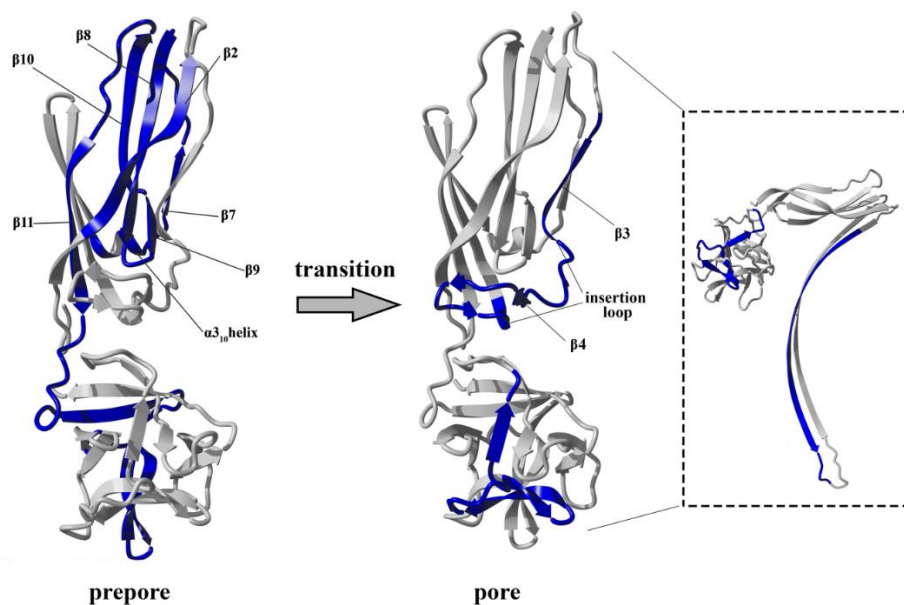 β8
β10
β2
β11
β7
β9
α3₁₀helix
transition
β3
insertion
loop
β4
prepore
pore